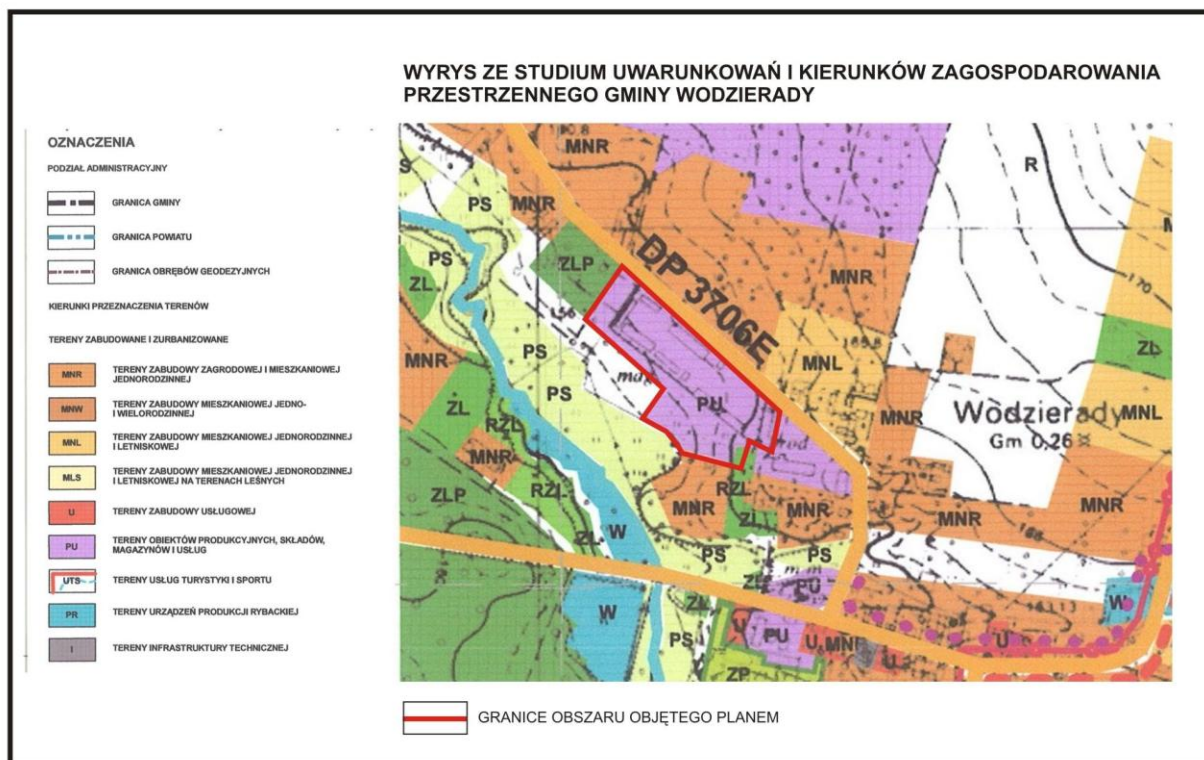 WYRYS ZE STUDIUM UWARUNKOWAŃ I KIERUNKÓW ZAGOSPODAROWANIA
PRZESTRZENNEGO GMINY WODZIERADY
OZNACZENIA
PODZIAŁ ADMINISTRACYJNY
GRANICA GMINY
GRANICA POWIATU
GRANICA OBRĘBÓW GEODEZYJNYCH
KIERUNKI PRZEZNACZENIA TERENÓW
TERENY ZABUDOWANE I ZURBANIZOWANE
MNR TERENY ZABUDOWY ZAGRODOWEJ I MIESZKANIOWEJ
JEDNORODZINNEJ
MNW TERENY ZABUDOWY MIESZKANIOWEJ JEDNO-
I WIELORODZINNEJ
MNL TERENY ZABUDOWY MIESZKANIOWEJ JEDNORODZINNEJ
I LETNISKOWEJ
MLS TERENY ZABUDOWY MIESZKANIOWEJ JEDNORODZINNEJ
I LETNISKOWEJ NA TERENACH LEŚNYCH
U TERENY ZABUDOWY USŁUGOWEJ
PU TERENY OBIEKTÓW PRODUKCYJNYCH, SKŁADÓW,
MAGAZYNÓW I USŁUG
UTS TERENY USŁUG TURYSTYKI I SPORTU
PR TERENY URZĄDZEŃ PRODUKCJI RYBACKIEJ
I TERENY INFRASTRUKTURY TECHNICZNEJ
MNR
R
S
PS MNR
PS
ZLP
MNR
ZL
DP 3706E
170
ZL
MNR
PS
MNL
PS
PU
MNR
Wodzierady
Gm 0,26
MNL
ZL
RZL
MNR
ZLP
RZL
RZL
MNR
MNR
MNR
MNR
ZL
W
ZL
PS
PS
PU
W
ZL
W
PS
U
PU
U
MNR
U
U
ZP
GRANICE OBSZARU OBJĘTEGO PLANEM